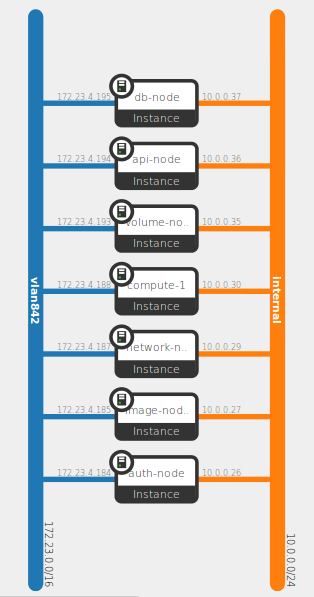 172.23.4.195 db-node 10.0.0.37
Instance
172.23.4.194 api-node 10.0.0.36
Instance
172.23.4.193 volume-no.. 10.0.0.35
Instance
172.23.4.188 compute-1 10.0.0.30
Instance
vlan842
internal
172.23.4.187 network-n.. 10.0.0.29
Instance
172.23.4.185 image-nod.. 10.0.0.27
Instance
172.23.4.184 auth-node 10.0.0.26
Instance
172.23.0.0/16
10.0.0.0/24